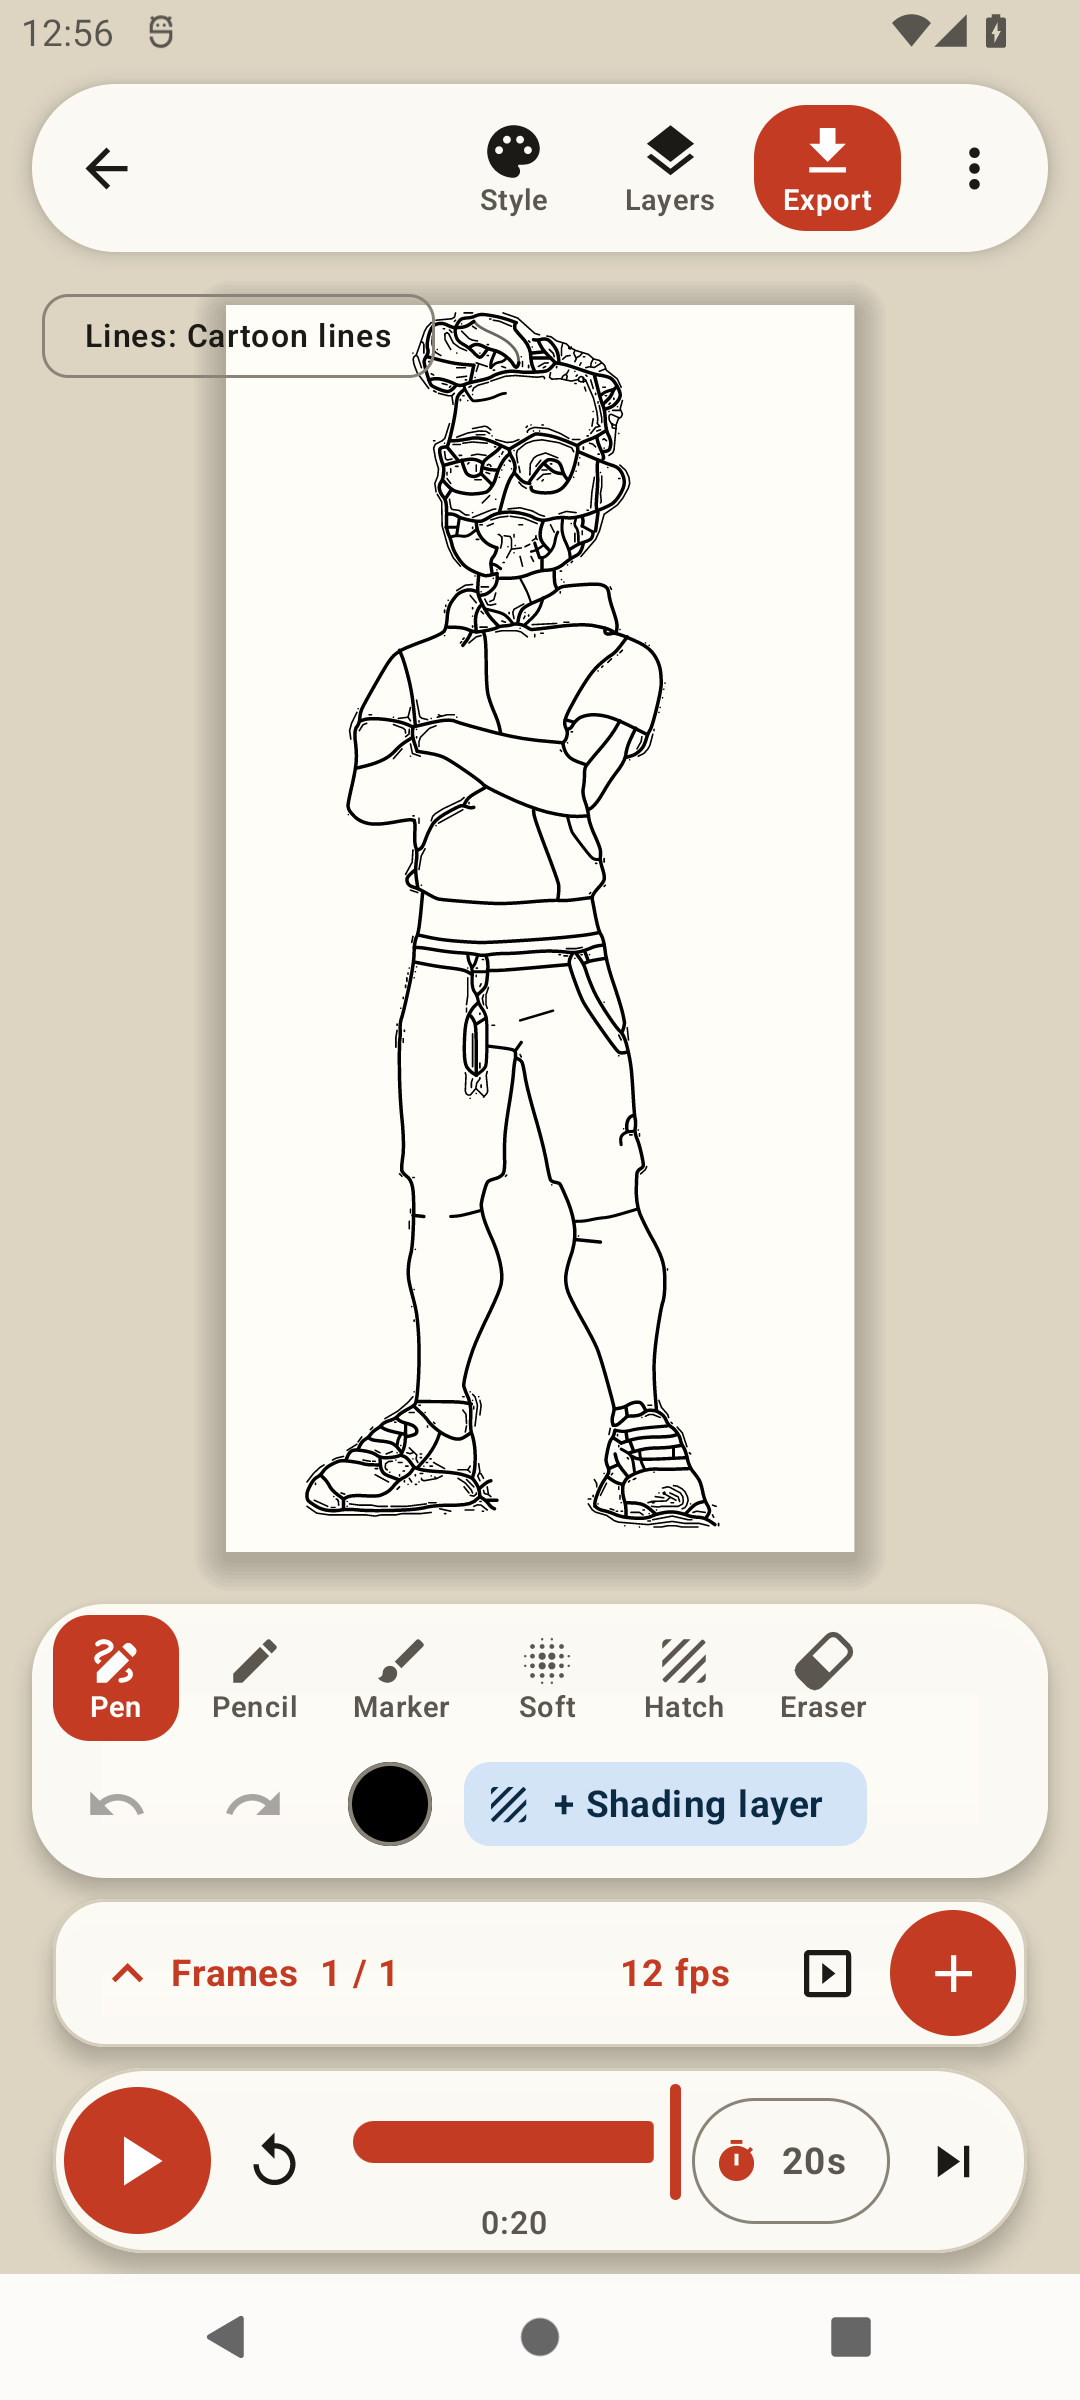 12:56
Style
Layers
Export
Lines: Cartoon lines
Pen
Pencil
Marker
Soft
Hatch
Eraser
+ Shading layer
Frames 1 / 1
12 fps
20s
0:20